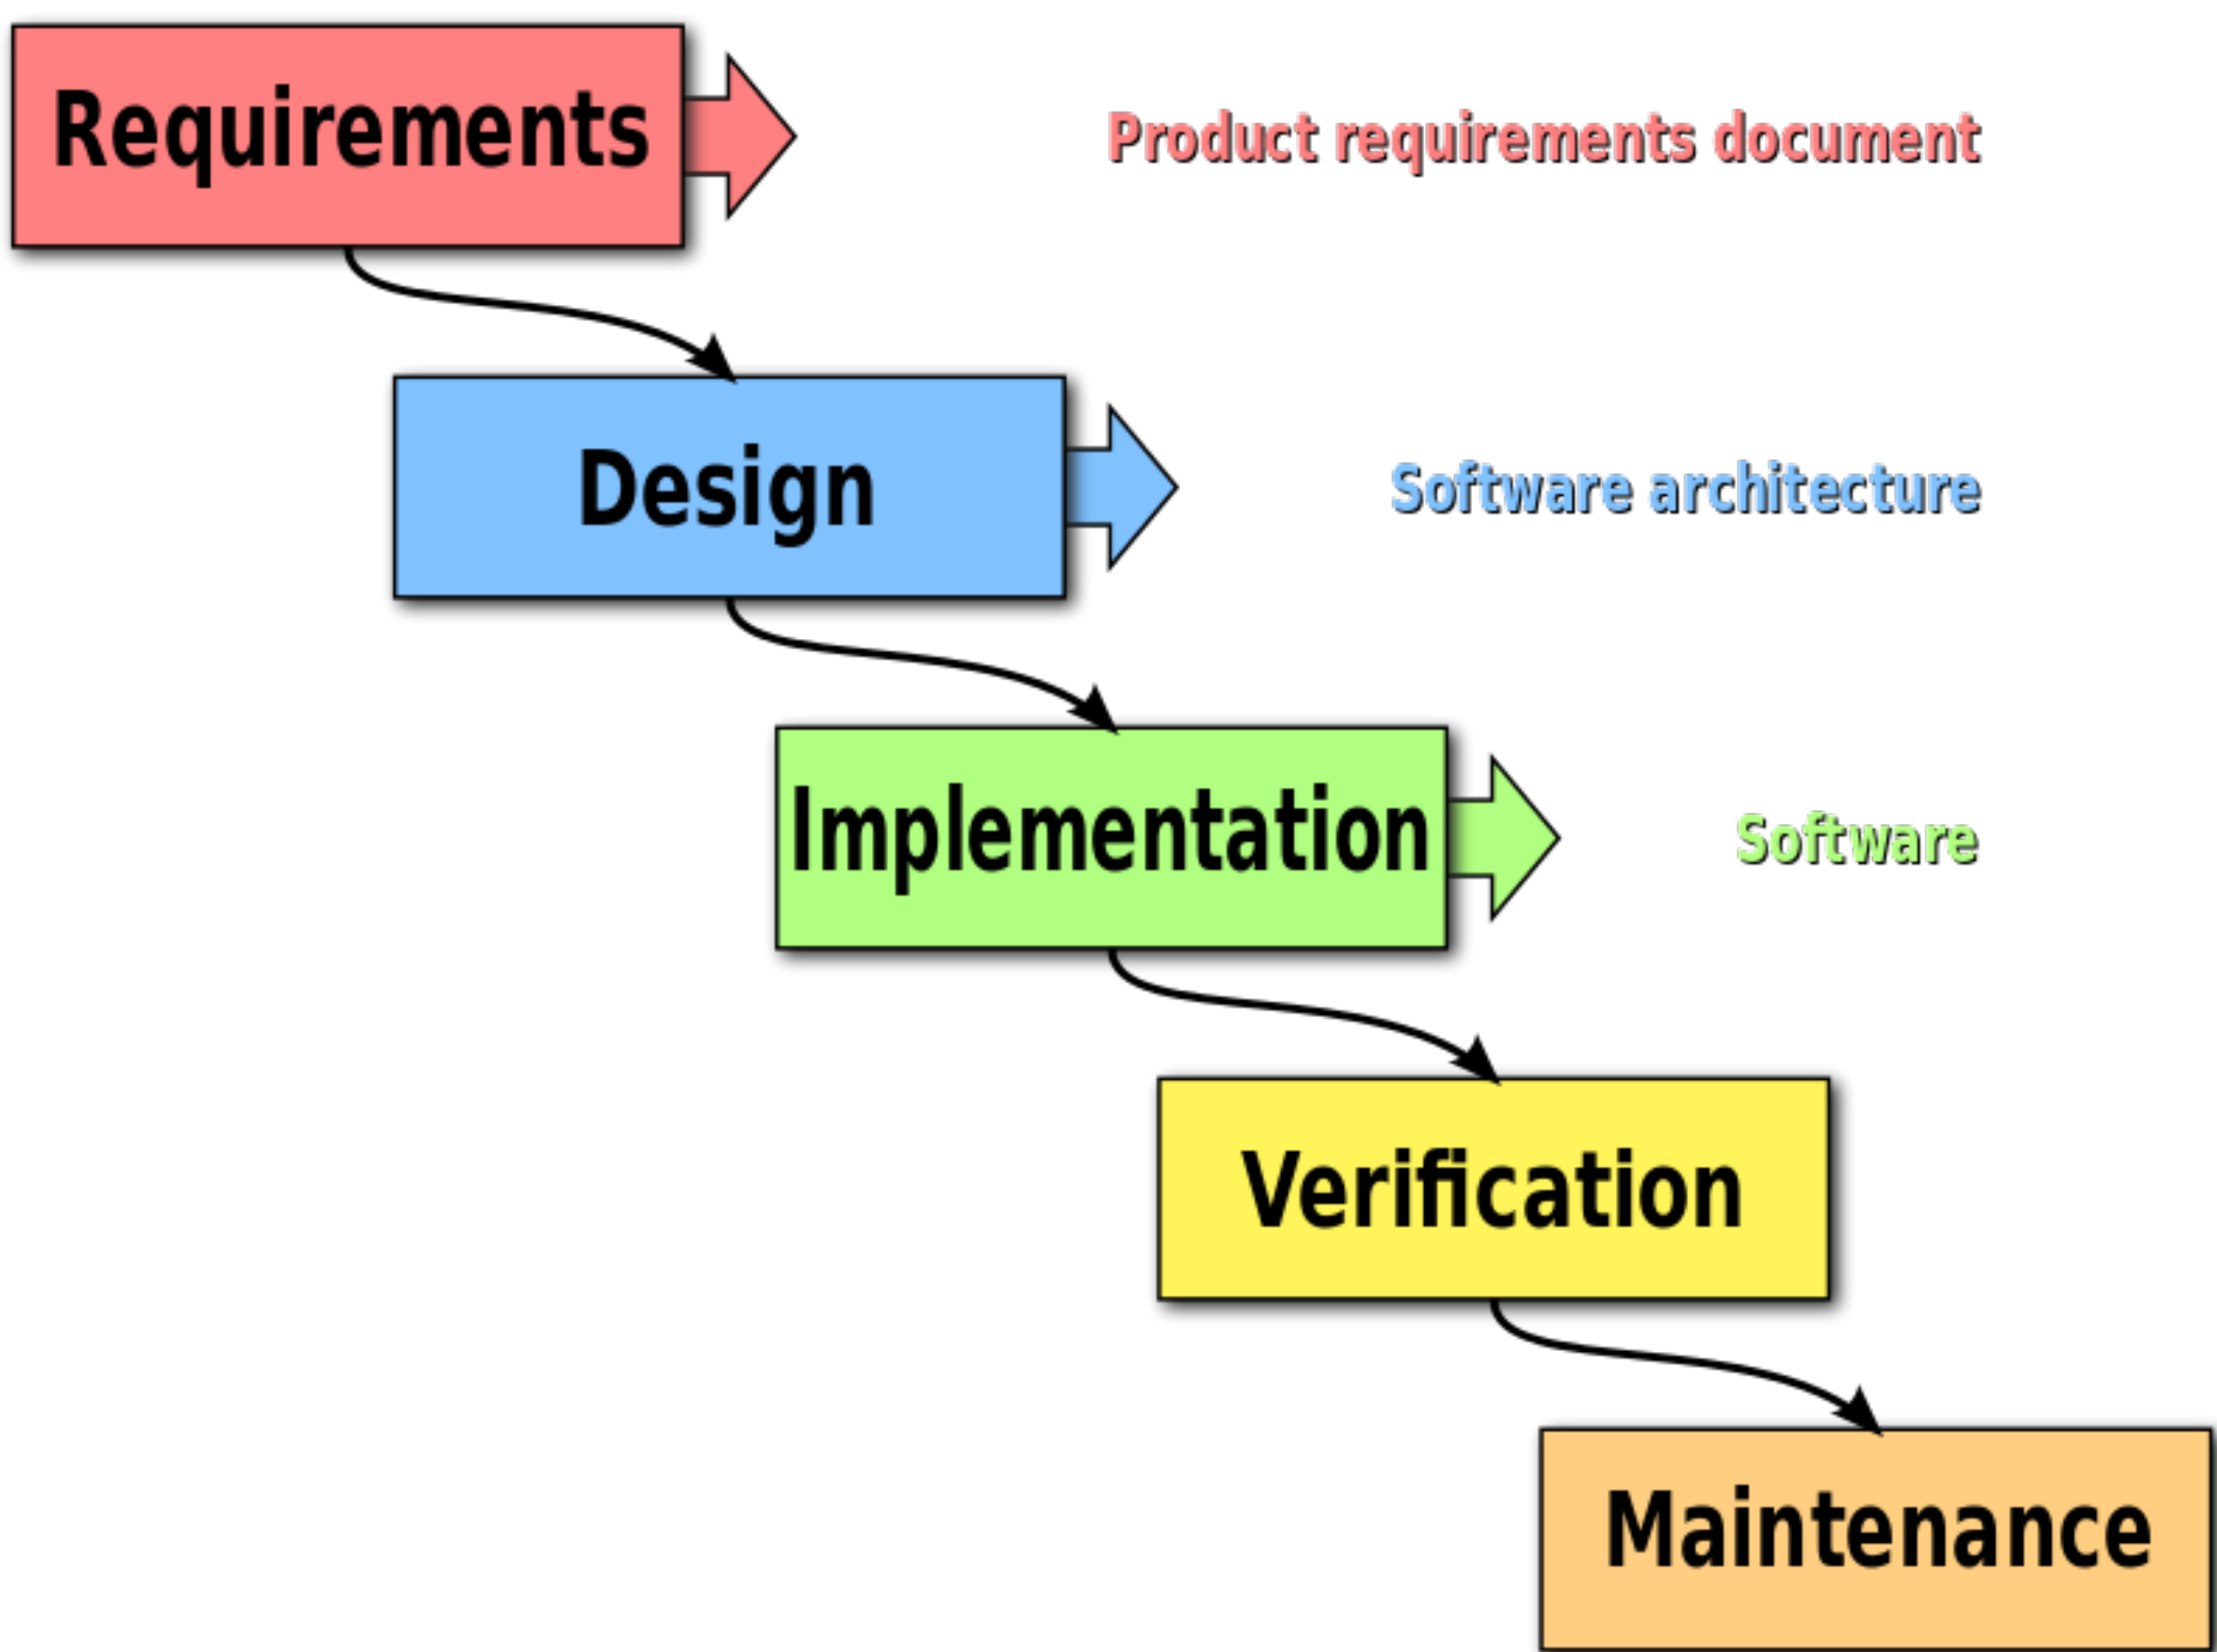 Requirements
Product requirements document
Design
Software architecture
Implementation
Software
Verification
Maintenance